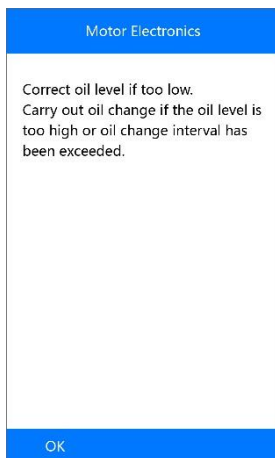 Motor Electronics
Correct oil level if too low.
Carry out oil change if the oil level is
too high or oil change interval has
been exceeded.
OK